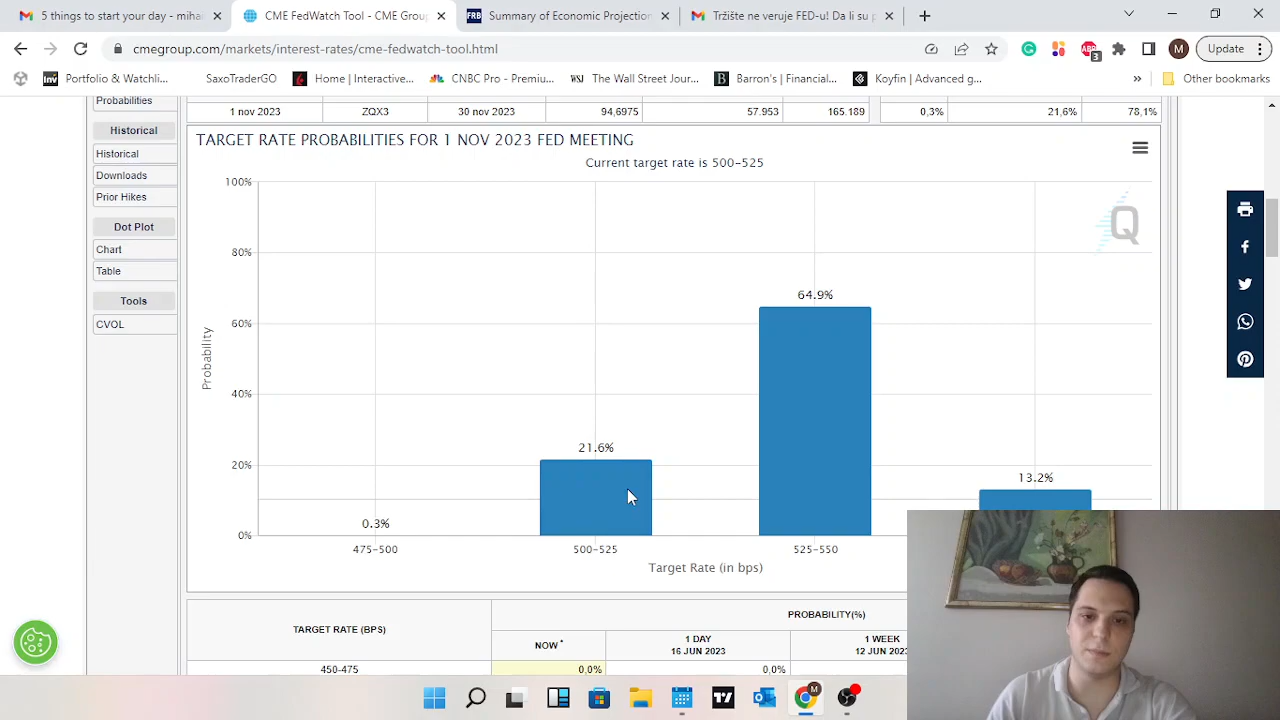 5 things to start your day - miha
CME FedWatch Tool - CME Grou
FRB
Summary of Economic Projection
Tržište ne veruje FED-u! Da li su p
cmegroup.com/markets/interest-rates/cme-fedwatch-tool.html
ABP
3
M
Update
Inv Portfolio & Watchli...
SaxoTraderGO
Home | Interactive...
CNBC Pro - Premiu...
WSJ The Wall Street Jour...
B Barron's | Financial...
Koyfin | Advanced g...
»
Other bookmarks
Probabilities
1 nov 2023 ZQX3 30 nov 2023 94,6975 57.953 165.189 0,3% 21,6% 78,1%
Historical
Historical
Downloads
Prior Hikes
Dot Plot
Chart
Table
Tools
CVOL
TARGET RATE PROBABILITIES FOR 1 NOV 2023 FED MEETING
Current target rate is 500–525
Q
100%
80%
60%
40%
20%
0%
Probability
0.3%
21.6%
64.9%
13.2%
475–500
500–525
525–550
Target Rate (in bps)
TARGET RATE (BPS)
PROBABILITY(%)
NOW *
1 DAY
16 JUN 2023
1 WEEK
12 JUN 2023
450-475 0,0% 0,0%
M